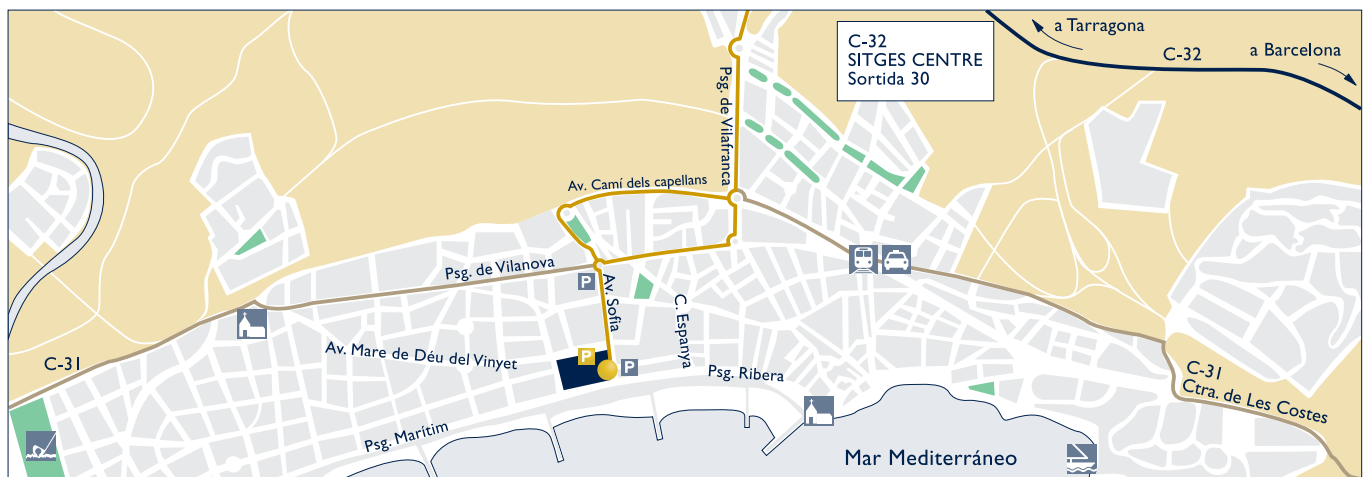 C-32
SITGES CENTRE
Sortida 30
a Tarragona
C-32
a Barcelona
Psg. de Vilafranca
Av. Camí dels capellans
Psg. de Vilanova
P
Av. Sofia
C. Espanya
C-31
Av. Mare de Déu del Vinyet
P
P
Psg. Ribera
C-31
Ctra. de Les Costes
Psg. Marítim
Mar Mediterráneo